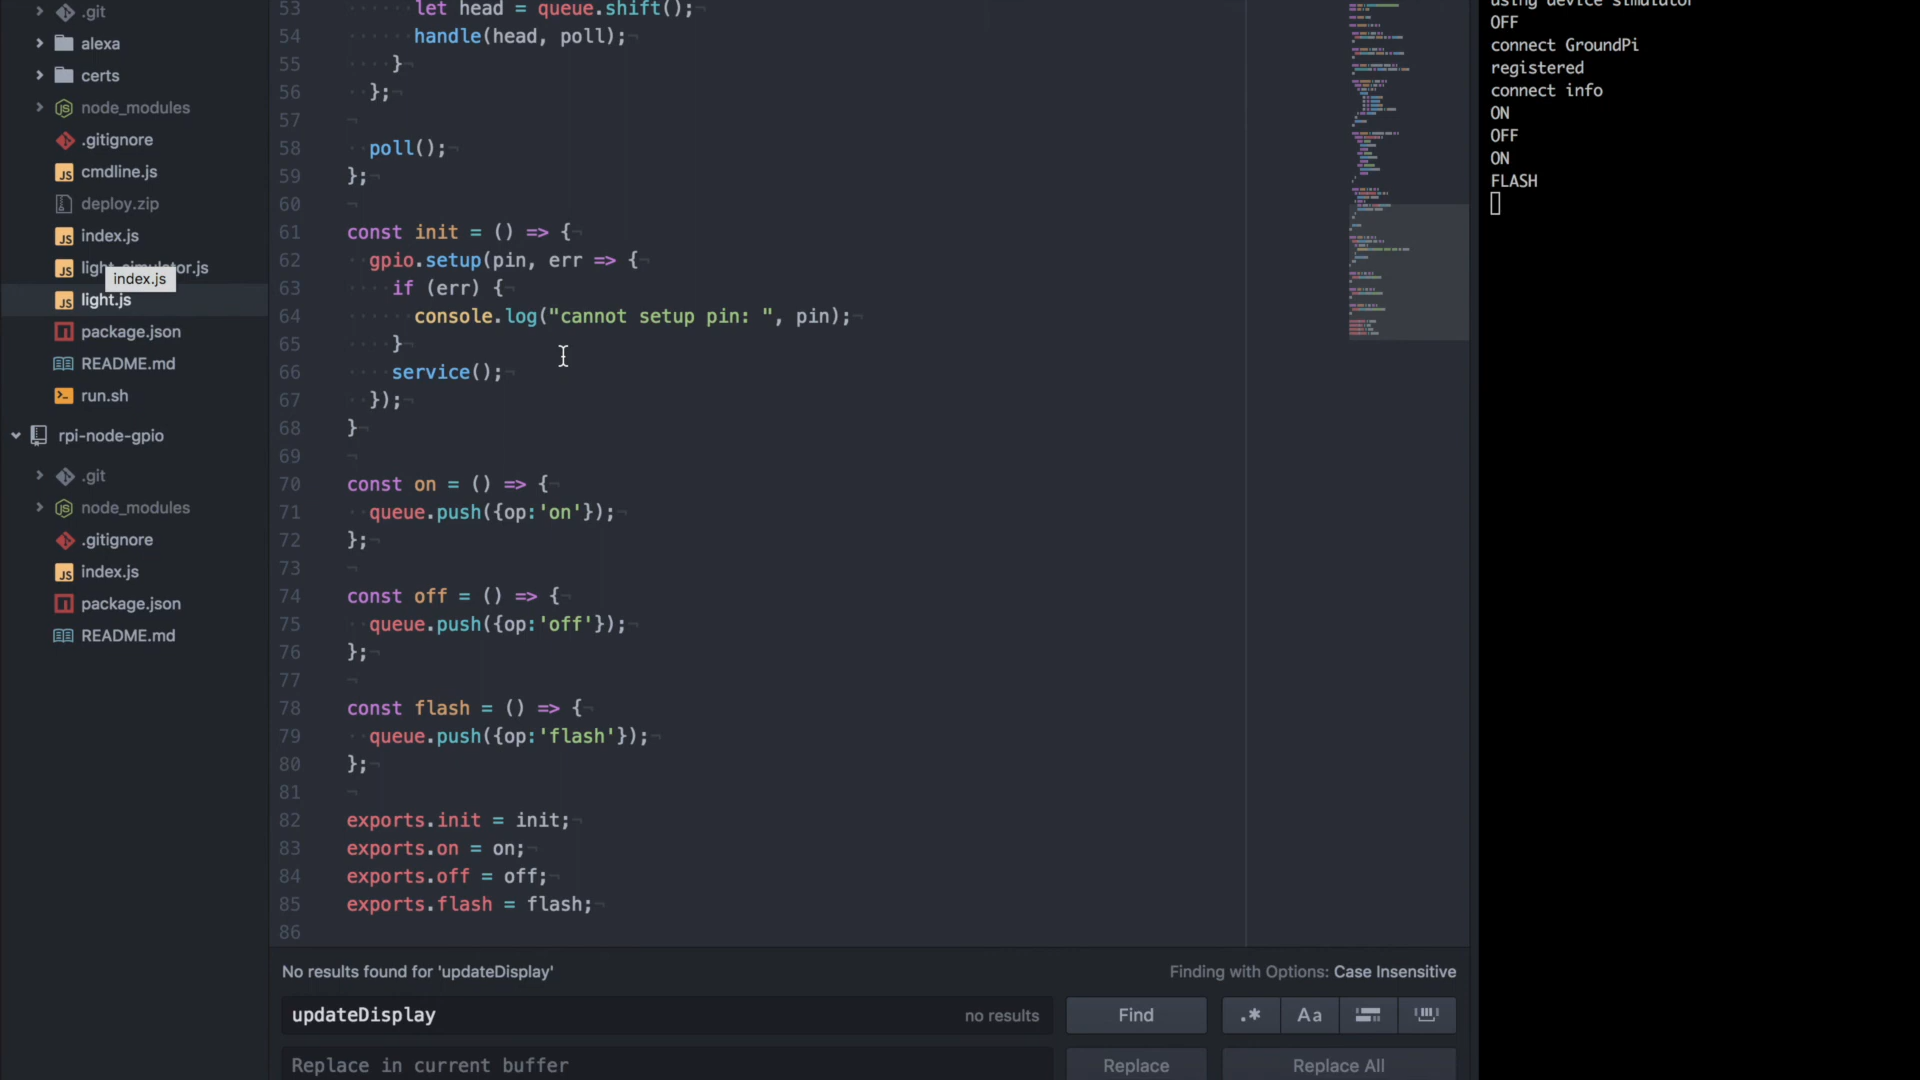 .git
alexa
certs
node_modules
.gitignore
cmdline.js
deploy.zip
index.js
light_simulator.js
index.js
light.js
package.json
README.md
run.sh
rpi-node-gpio
.git
node_modules
.gitignore
index.js
package.json
README.md
53 let head = queue.shift();
54 handle(head, poll);
55 }
56 };
57
58 poll();
59 };
60
61 const init = () => {
62 gpio.setup(pin, err => {
63 if (err) {
64 console.log("cannot setup pin: ", pin);
65 }
66 service();
67 });
68 }
69
70 const on = () => {
71 queue.push({op:'on'});
72 };
73
74 const off = () => {
75 queue.push({op:'off'});
76 };
77
78 const flash = () => {
79 queue.push({op:'flash'});
80 };
81
82 exports.init = init;
83 exports.on = on;
84 exports.off = off;
85 exports.flash = flash;
86
No results found for 'updateDisplay'
Finding with Options: Case Insensitive
updateDisplay
no results
Find
.*
Aa
Replace in current buffer
Replace
Replace All
using device simulator
OFF
connect GroundPi
registered
connect info
ON
OFF
ON
FLASH